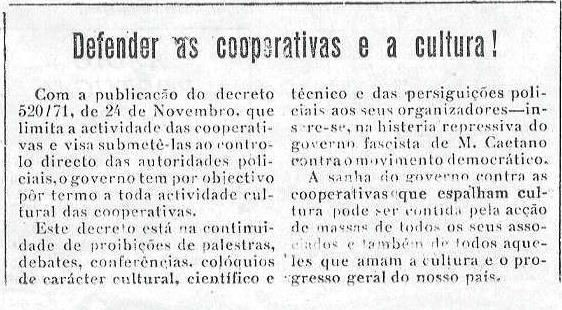 Defender as cooperativas e a cultura!
Com a publicação do decreto
520/71, de 24 de Novembro, que
limita a actividade das cooperati-
vas e visa submetê-las ao contro-
lo directo das autoridades poli-
ciais, o governo tem por objectivo
pôr termo a toda actividade cul-
tural das cooperativas.
Este decreto está na continui-
dade de proibições de palestras,
debates, conferências, colóquios
de carácter cultural, científico e
técnico e das persiguições poli-
ciais aos seus organizadores—in-
sere-se, na histeria repressiva do
governo fascista de M. Caetano
contra o movimento democrático.
A sanha do governo contra as
cooperativas que espalham cul-
tura pode ser contida pela acção
de massas de todos os seus asso-
ciados e também de todos aque-
les que amam a cultura e o pro-
gresso geral do nosso país.